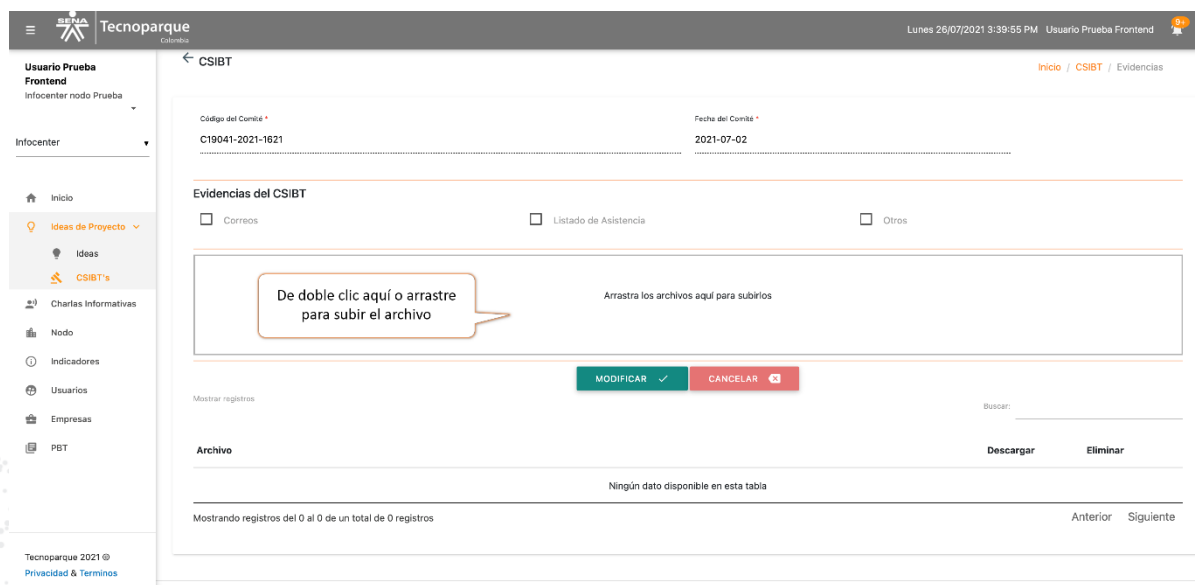 SENA
Tecnoparque
Colombia
Lunes 26/07/2021 3:39:55 PM Usuario Prueba Frontend
9+
Usuario Prueba
Frontend
Infocenter nodo Prueba
Infocenter
Inicio
Ideas de Proyecto
Ideas
CSIBT's
Charlas Informativas
Nodo
Indicadores
Usuarios
Empresas
PBT
Tecnoparque 2021 ©
Privacidad & Terminos
CSIBT
Inicio / CSIBT / Evidencias
Código del Comité * Fecha del Comité *
C19041-2021-1621 2021-07-02
Evidencias del CSIBT
Correos Listado de Asistencia Otros
De doble clic aquí o arrastre
para subir el archivo
Arrastra los archivos aquí para subirlos
MODIFICAR CANCELAR
Mostrar registros Buscar:
Archivo Descargar Eliminar
Ningún dato disponible en esta tabla
Mostrando registros del 0 al 0 de un total de 0 registros Anterior Siguiente